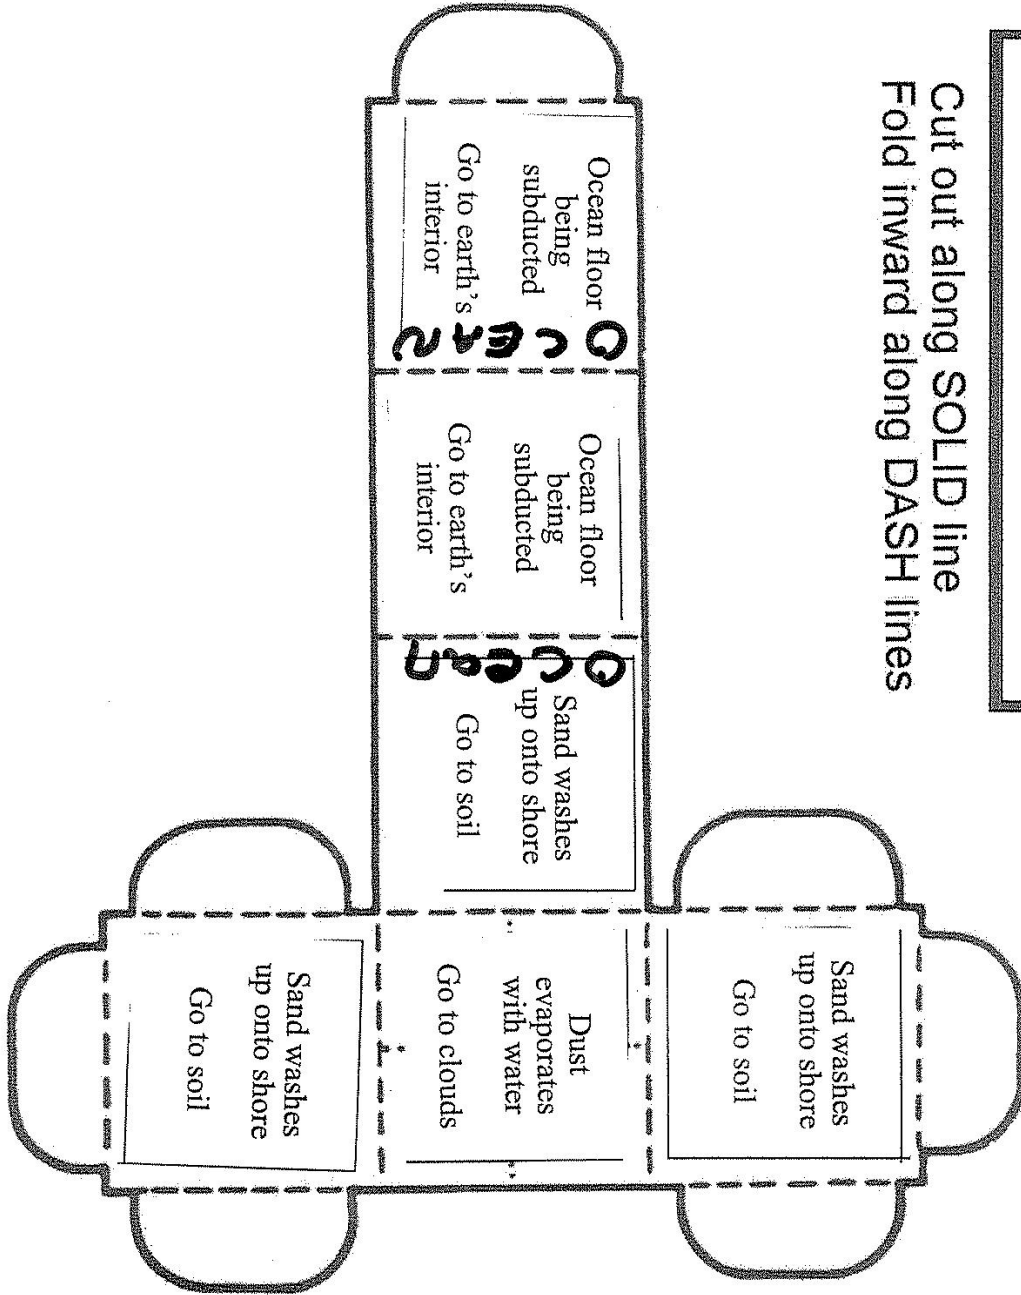 Cut out along SOLID line
Fold inward along DASH lines
Ocean floor
being
subducted
Go to earth's
interior
OCEAN
Ocean floor
being
subducted
Go to earth's
interior
Ocean
Sand washes
up onto shore
Go to soil
Sand washes
up onto shore
Go to soil
Dust
evaporates
with water
Go to clouds
Sand washes
up onto shore
Go to soil